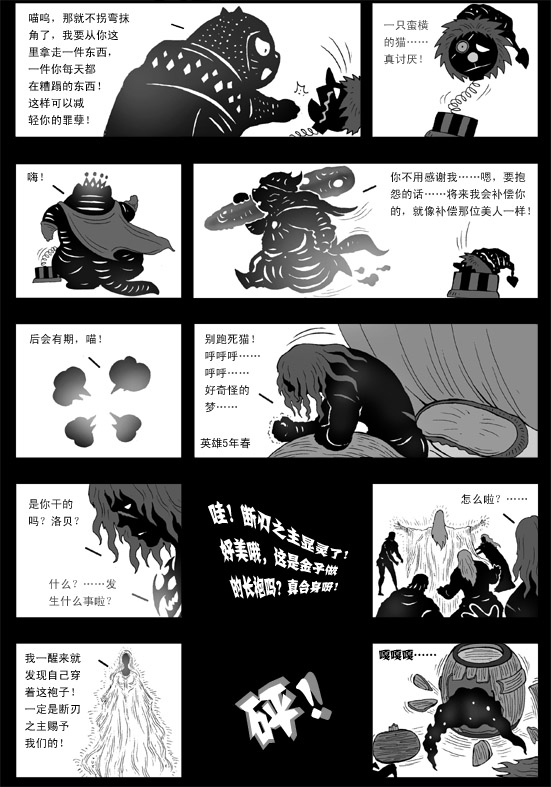 喵呜，那就不拐弯抹
角了，我要从你这
里拿走一件东西，
一件你每天都
在糟蹋的东西！
这样可以减
轻你的罪孽！
一只蛮横
的猫……
真讨厌！
嗨！
你不用感谢我……嗯，要抱
怨的话……将来我会补偿你
的，就像补偿那位美人一样！
后会有期，喵！
别跑死猫！
呼呼呼……
呼呼……
好奇怪的
梦……
英雄5年春
是你干的
吗？洛贝？
什么？……发
生什么事啦？
哇！断刃之主显灵了！
好美哦，这是金子做
的长袍吗？真合身呀！
怎么啦？……
我一醒来就
发现自己穿
着这袍子！
一定是断刃
之主赐予
我们的！
砰!!
嘎嘎嘎……